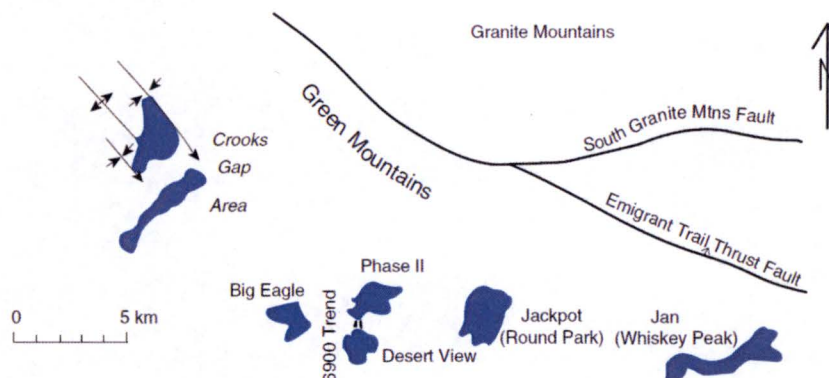 Granite Mountains
N
South Granite Mtns Fault
Green Mountains
Crooks
Gap
Area
Emigrant Trail Thrust Fault
Phase II
Big Eagle
0 5 km
6900 Trend
Jackpot
(Round Park)
Jan
(Whiskey Peak)
Desert View